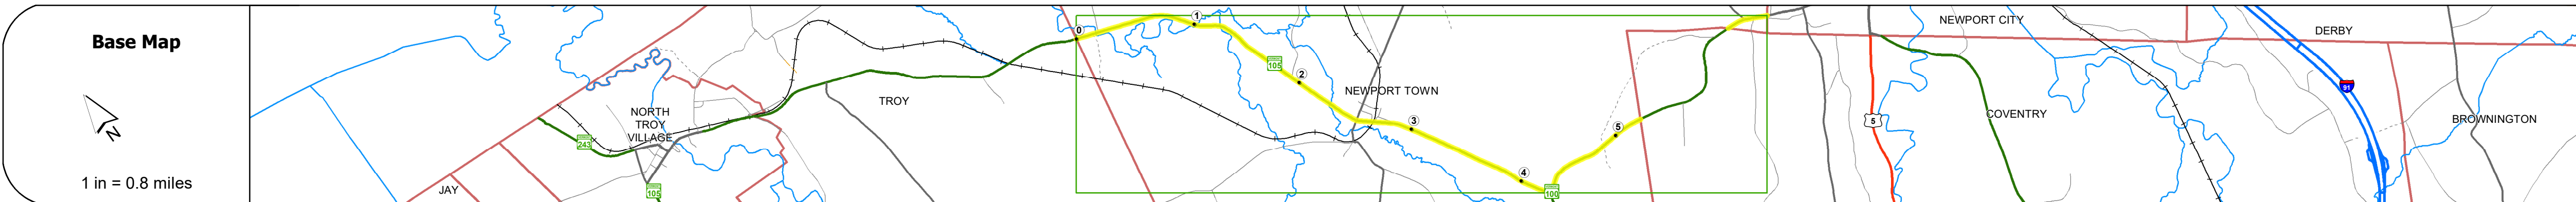 Base Map
N
1 in = 0.8 miles
JAY
243
NORTH
TROY
VILLAGE
105
TROY
0
1
105
2
NEWPORT TOWN
3
4
100
5
NEWPORT CITY
5
COVENTRY
DERBY
91
BROWNINGTON